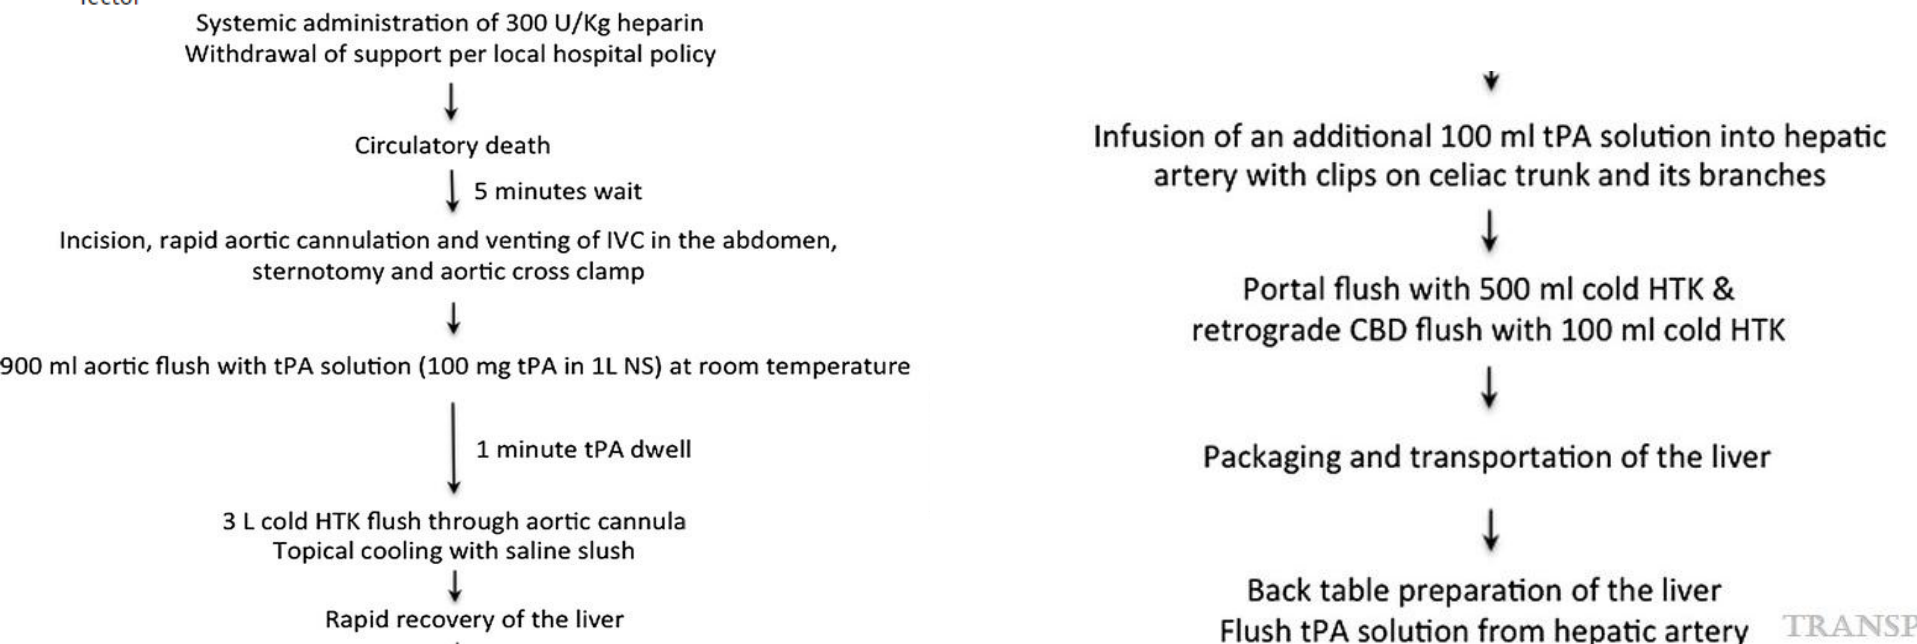 Systemic administration of 300 U/Kg heparin
Withdrawal of support per local hospital policy
Circulatory death
5 minutes wait
Incision, rapid aortic cannulation and venting of IVC in the abdomen,
sternotomy and aortic cross clamp
900 ml aortic flush with tPA solution (100 mg tPA in 1L NS) at room temperature
1 minute tPA dwell
3 L cold HTK flush through aortic cannula
Topical cooling with saline slush
Rapid recovery of the liver
Infusion of an additional 100 ml tPA solution into hepatic
artery with clips on celiac trunk and its branches
Portal flush with 500 ml cold HTK &
retrograde CBD flush with 100 ml cold HTK
Packaging and transportation of the liver
Back table preparation of the liver
Flush tPA solution from hepatic artery
TRANSP